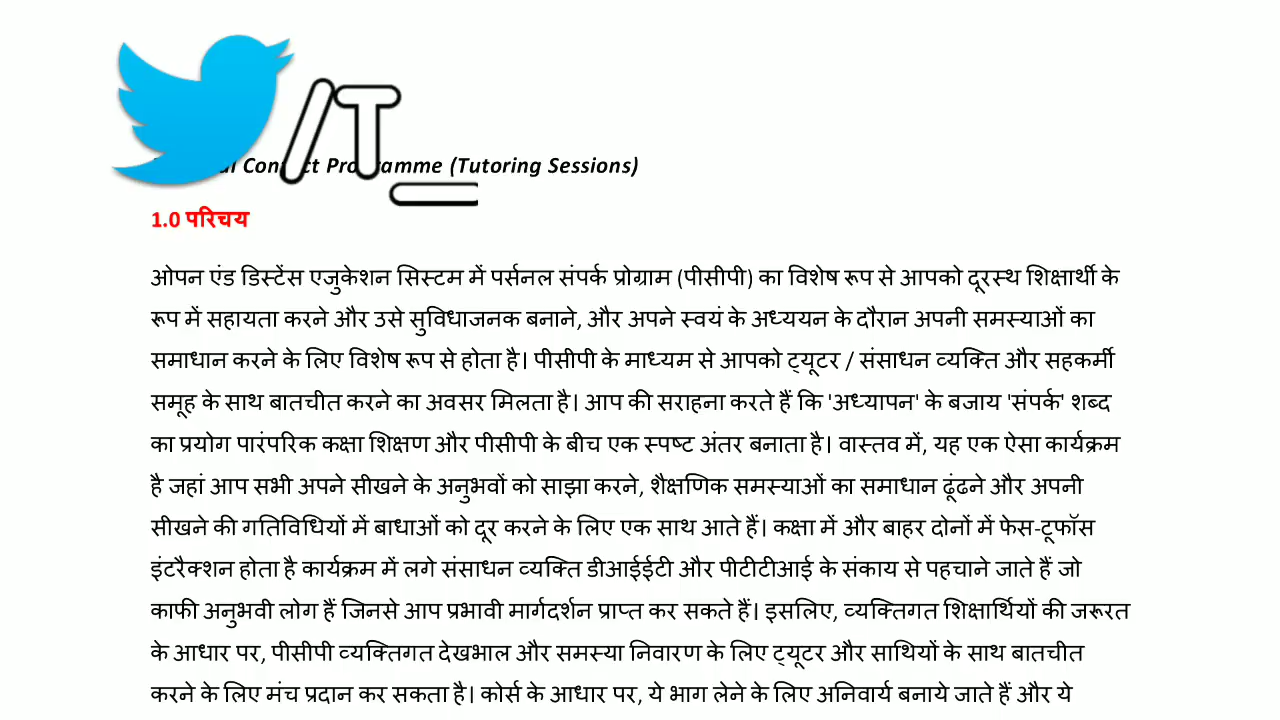 /T_
Programme (Tutoring Sessions)
1.0 परिचय
ओपन एंड डिस्टेंस एजुकेशन सिस्टम में पर्सनल संपर्क प्रोग्राम (पीसीपी) का विशेष रूप से आपको दूरस्थ शिक्षार्थी के
रूप में सहायता करने और उसे सुविधाजनक बनाने, और अपने स्वयं के अध्ययन के दौरान अपनी समस्याओं का
समाधान करने के लिए विशेष रूप से होता है। पीसीपी के माध्यम से आपको ट्यूटर / संसाधन व्यक्ति और सहकर्मी
समूह के साथ बातचीत करने का अवसर मिलता है। आप की सराहना करते हैं कि 'अध्यापन' के बजाय 'संपर्क' शब्द
का प्रयोग पारंपरिक कक्षा शिक्षण और पीसीपी के बीच एक स्पष्ट अंतर बनाता है। वास्तव में, यह एक ऐसा कार्यक्रम
है जहां आप सभी अपने सीखने के अनुभवों को साझा करने, शैक्षणिक समस्याओं का समाधान ढूंढने और अपनी
सीखने की गतिविधियों में बाधाओं को दूर करने के लिए एक साथ आते हैं। कक्षा में और बाहर दोनों में फेस-टूफॉस
इंटरैक्शन होता है कार्यक्रम में लगे संसाधन व्यक्ति डीआईईटी और पीटीटीआई के संकाय से पहचाने जाते हैं जो
काफी अनुभवी लोग हैं जिनसे आप प्रभावी मार्गदर्शन प्राप्त कर सकते हैं। इसलिए, व्यक्तिगत शिक्षार्थियों की जरूरत
के आधार पर, पीसीपी व्यक्तिगत देखभाल और समस्या निवारण के लिए ट्यूटर और साथियों के साथ बातचीत
करने के लिए मंच प्रदान कर सकता है। कोर्स के आधार पर, ये भाग लेने के लिए अनिवार्य बनाये जाते हैं और ये